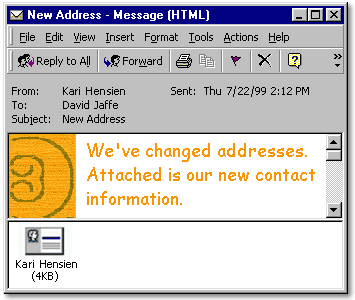 New Address - Message (HTML)
File Edit View Insert Format Tools Actions Help
Reply to All Forward
From: Kari Hensien Sent: Thu 7/22/99 2:12 PM
To: David Jaffe
Subject: New Address
We've changed addresses.
Attached is our new contact
information.
Kari Hensien
(4KB)